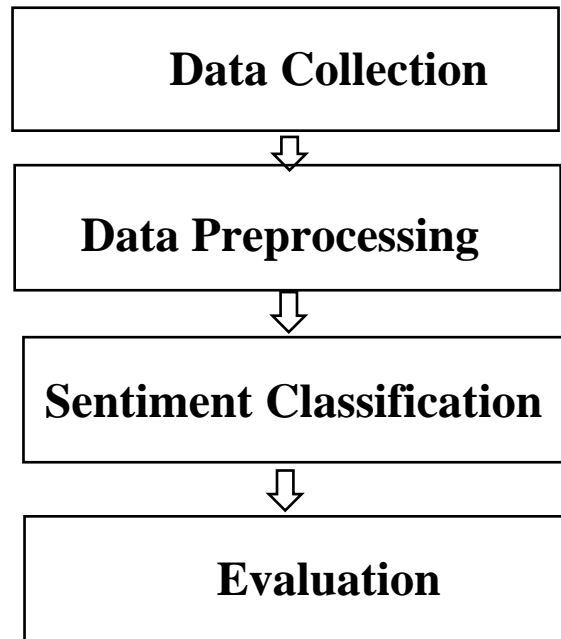 Data Collection
Data Preprocessing
Sentiment Classification
Evaluation